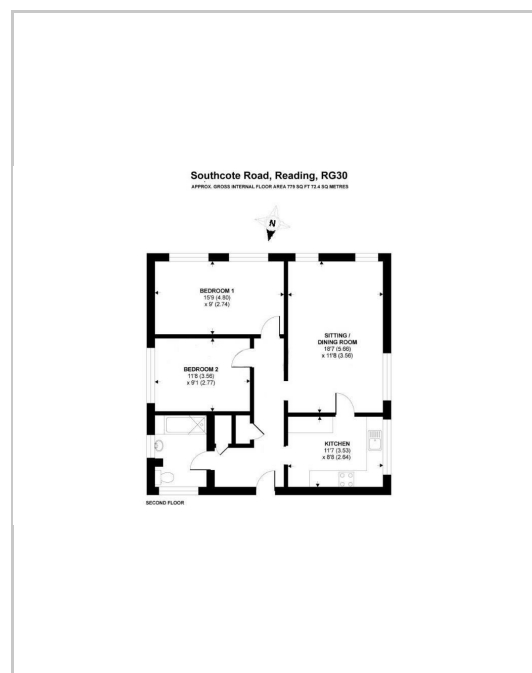 Southcote Road, Reading, RG30
APPROX. GROSS INTERNAL FLOOR AREA 779 SQ FT 72.4 SQ METRES
N
BEDROOM 1
15'9 (4.80)
x 9' (2.74)
SITTING /
DINING ROOM
18'7 (5.66)
x 11'8 (3.56)
BEDROOM 2
11'8 (3.56)
x 9'1 (2.77)
KITCHEN
11'7 (3.53)
x 8'8 (2.64)
SECOND FLOOR